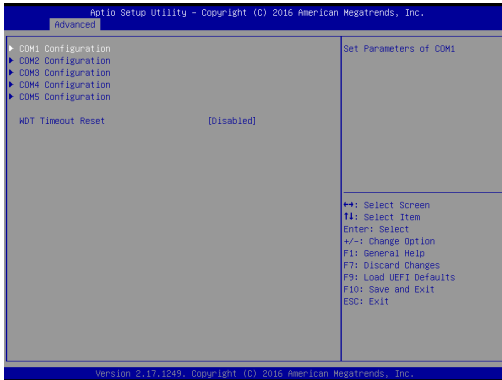 Aptio Setup Utility – Copyright (C) 2016 American Megatrends, Inc.
Advanced
COM1 Configuration
COM2 Configuration
COM3 Configuration
COM4 Configuration
COM5 Configuration
WDT Timeout Reset [Disabled]
Set Parameters of COM1
↔: Select Screen
↑↓: Select Item
Enter: Select
+/-: Change Option
F1: General Help
F7: Discard Changes
F9: Load UEFI Defaults
F10: Save and Exit
ESC: Exit
Version 2.17.1249. Copyright (C) 2016 American Megatrends, Inc.